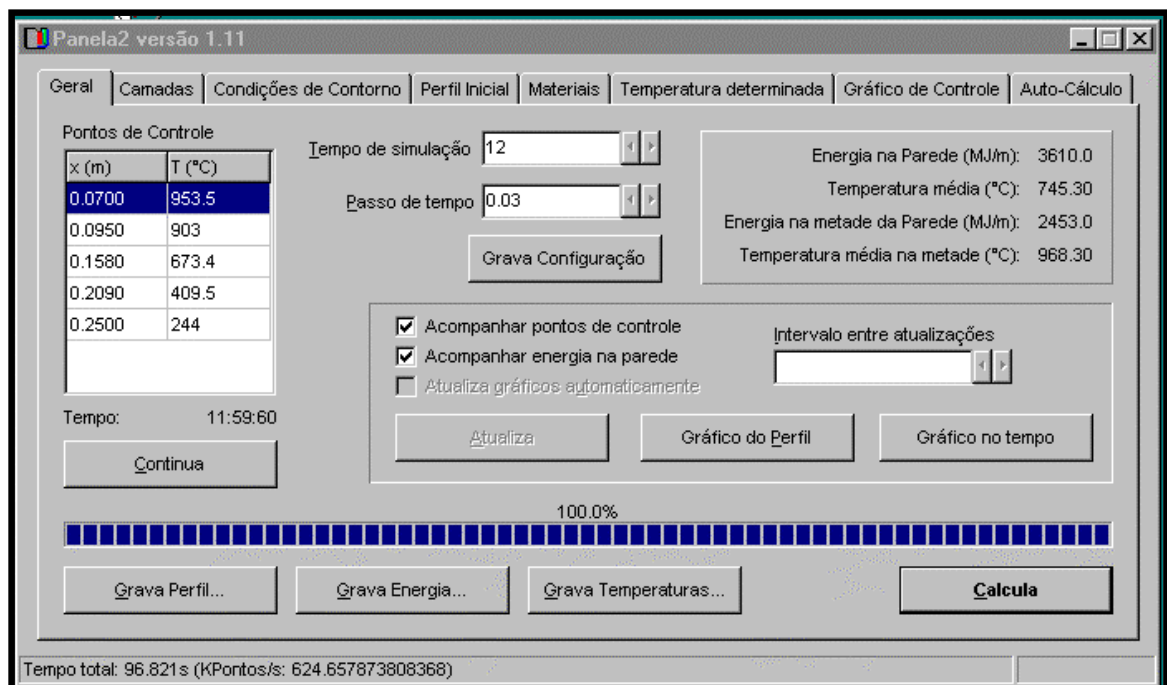 Panela2 versão 1.11
Geral Camadas Condições de Contorno Perfil Inicial Materiais Temperatura determinada Gráfico de Controle Auto-Cálculo
Pontos de Controle
x (m) T (°C)
0.0700 953.5
0.0950 903
0.1580 673.4
0.2090 409.5
0.2500 244
Tempo: 11:59:60
Continua
Tempo de simulação 12
Passo de tempo 0.03
Grava Configuração
Energia na Parede (MJ/m): 3610.0
Temperatura média (°C): 745.30
Energia na metade da Parede (MJ/m): 2453.0
Temperatura média na metade (°C): 968.30
Acompanhar pontos de controle
Acompanhar energia na parede
Atualiza gráficos automaticamente
Intervalo entre atualizações
Atualiza Gráfico do Perfil Gráfico no tempo
100.0%
Grava Perfil... Grava Energia... Grava Temperaturas... Calcula
Tempo total: 96.821s (KPontos/s: 624.657873808368)